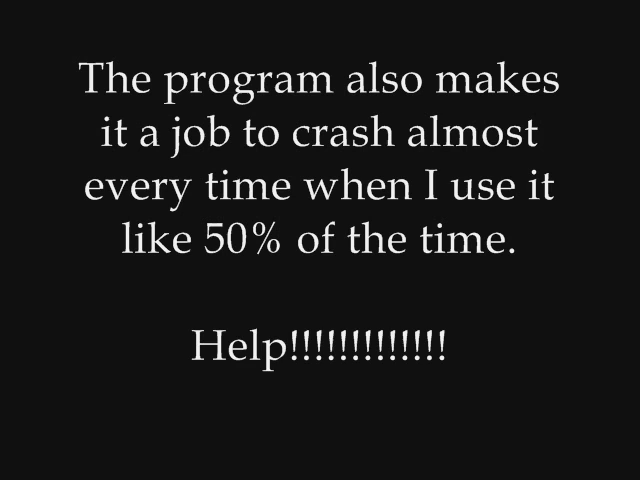 The program also makes
it a job to crash almost
every time when I use it
like 50% of the time.
Help!!!!!!!!!!!!!